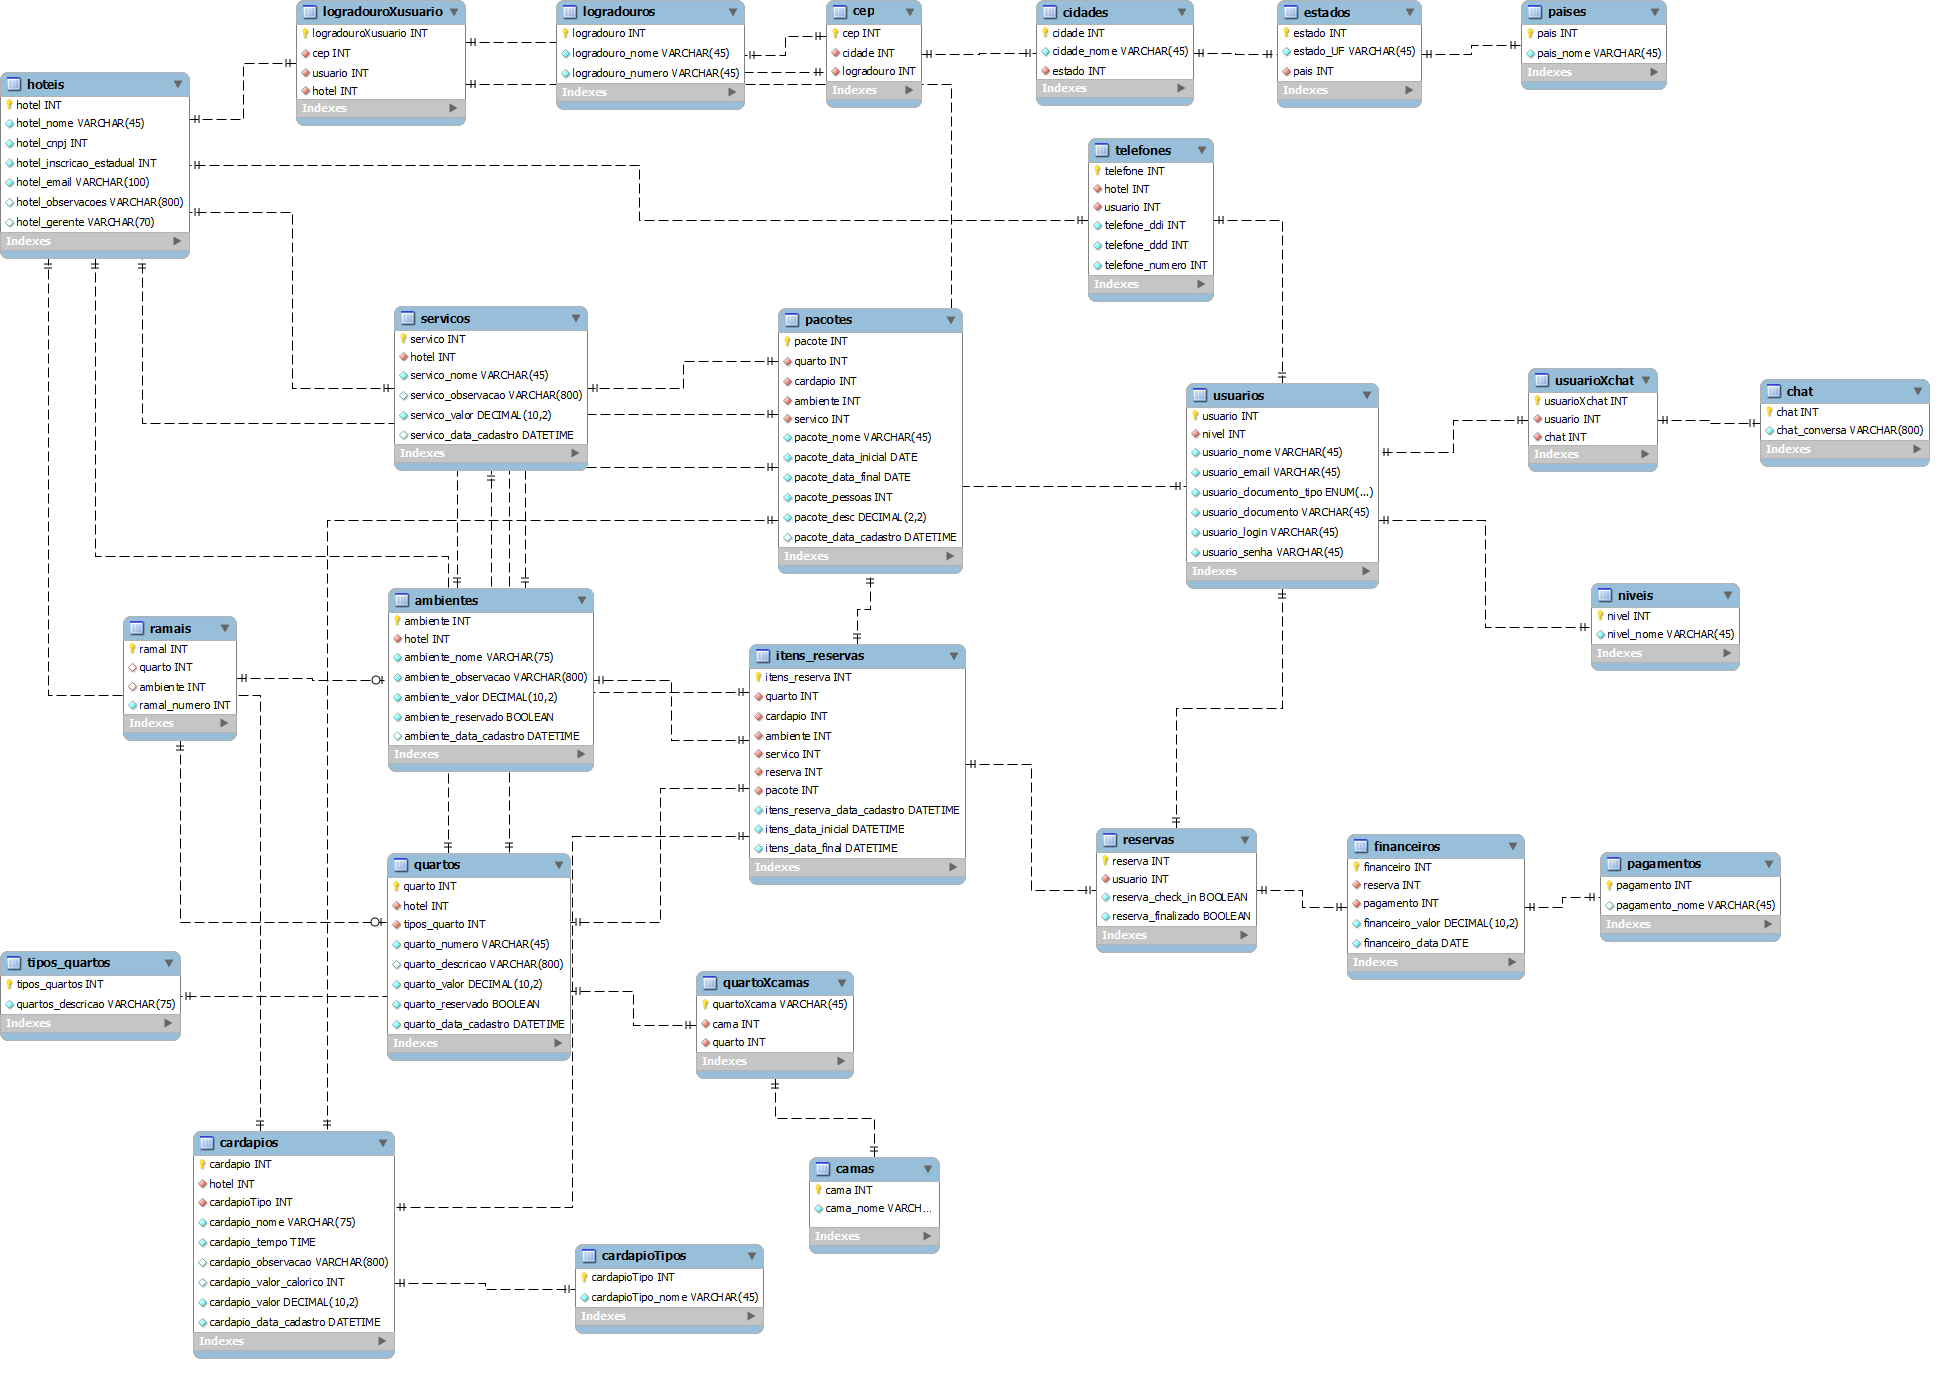 logradouroXusuario
logradouroXusuario INT
cep INT
usuario INT
hotel INT
Indexes
logradouros
logradouro INT
logradouro_nome VARCHAR(45)
logradouro_numero VARCHAR(45)
Indexes
cep
cep INT
cidade INT
logradouro INT
Indexes
cidades
cidade INT
cidade_nome VARCHAR(45)
estado INT
Indexes
estados
estado INT
estado_UF VARCHAR(45)
pais INT
Indexes
paises
pais INT
pais_nome VARCHAR(45)
Indexes
hoteis
hotel INT
hotel_nome VARCHAR(45)
hotel_cnpj INT
hotel_inscricao_estadual INT
hotel_email VARCHAR(100)
hotel_observacoes VARCHAR(800)
hotel_gerente VARCHAR(70)
Indexes
telefones
telefone INT
hotel INT
usuario INT
telefone_ddi INT
telefone_ddd INT
telefone_numero INT
Indexes
servicos
servico INT
hotel INT
servico_nome VARCHAR(45)
servico_observacao VARCHAR(800)
servico_valor DECIMAL(10,2)
servico_data_cadastro DATETIME
Indexes
pacotes
pacote INT
quarto INT
cardapio INT
ambiente INT
servico INT
pacote_nome VARCHAR(45)
pacote_data_inicial DATE
pacote_data_final DATE
pacote_pessoas INT
pacote_desc DECIMAL(2,2)
pacote_data_cadastro DATETIME
Indexes
usuarios
usuario INT
nivel INT
usuario_nome VARCHAR(45)
usuario_email VARCHAR(45)
usuario_documento_tipo ENUM(...)
usuario_documento VARCHAR(45)
usuario_login VARCHAR(45)
usuario_senha VARCHAR(45)
Indexes
usuarioXchat
usuarioXchat INT
usuario INT
chat INT
Indexes
chat
chat INT
chat_conversa VARCHAR(800)
Indexes
niveis
nivel INT
nivel_nome VARCHAR(45)
Indexes
ramais
ramal INT
quarto INT
ambiente INT
ramal_numero INT
Indexes
ambientes
ambiente INT
hotel INT
ambiente_nome VARCHAR(75)
ambiente_observacao VARCHAR(800)
ambiente_valor DECIMAL(10,2)
ambiente_reservado BOOLEAN
ambiente_data_cadastro DATETIME
Indexes
itens_reservas
itens_reserva INT
quarto INT
cardapio INT
ambiente INT
servico INT
reserva INT
pacote INT
itens_reserva_data_cadastro DATETIME
itens_data_inicial DATETIME
itens_data_final DATETIME
Indexes
quartos
quarto INT
hotel INT
tipos_quarto INT
quarto_numero VARCHAR(45)
quarto_descricao VARCHAR(800)
quarto_valor DECIMAL(10,2)
quarto_reservado BOOLEAN
quarto_data_cadastro DATETIME
Indexes
reservas
reserva INT
usuario INT
reserva_check_in BOOLEAN
reserva_finalizado BOOLEAN
Indexes
financeiros
financeiro INT
reserva INT
pagamento INT
financeiro_valor DECIMAL(10,2)
financeiro_data DATE
Indexes
pagamentos
pagamento INT
pagamento_nome VARCHAR(45)
Indexes
tipos_quartos
tipos_quartos INT
quartos_descricao VARCHAR(75)
Indexes
quartoXcamas
quartoXcama VARCHAR(45)
cama INT
quarto INT
Indexes
cardapios
cardapio INT
hotel INT
cardapioTipo INT
cardapio_nome VARCHAR(75)
cardapio_tempo TIME
cardapio_observacao VARCHAR(800)
cardapio_valor_calorico INT
cardapio_valor DECIMAL(10,2)
cardapio_data_cadastro DATETIME
Indexes
camas
cama INT
cama_nome VARCH...
Indexes
cardapioTipos
cardapioTipo INT
cardapioTipo_nome VARCHAR(45)
Indexes